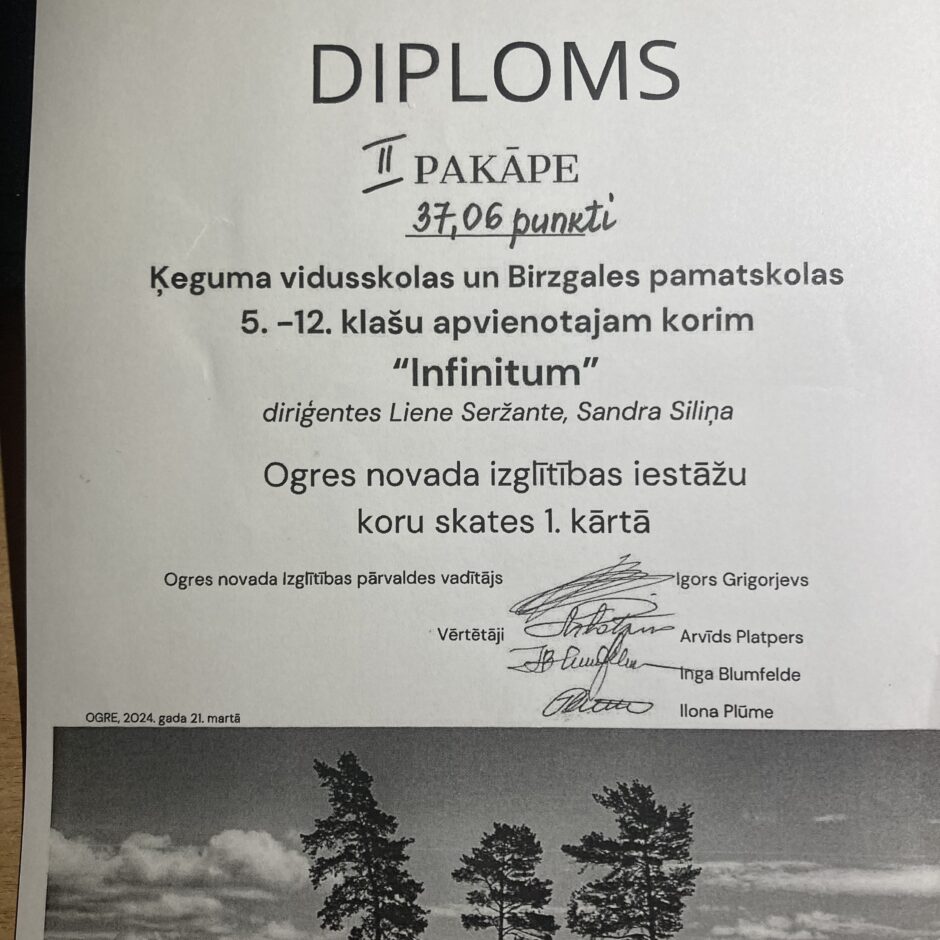 DIPLOMS
II PAKĀPE
37,06 punkti
Ķeguma vidusskolas un Birzgales pamatskolas
5. –12. klašu apvienotajam korim
“Infinitum”
diriģentes Liene Seržante, Sandra Siliņa
Ogres novada izglītības iestāžu
koru skates 1. kārtā
Ogres novada Izglītības pārvaldes vadītājs Igors Grigorjevs
Vērtētāji Arvīds Platpers
Inga Blumfelde
Ilona Plūme
OGRE, 2024. gada 21. martā